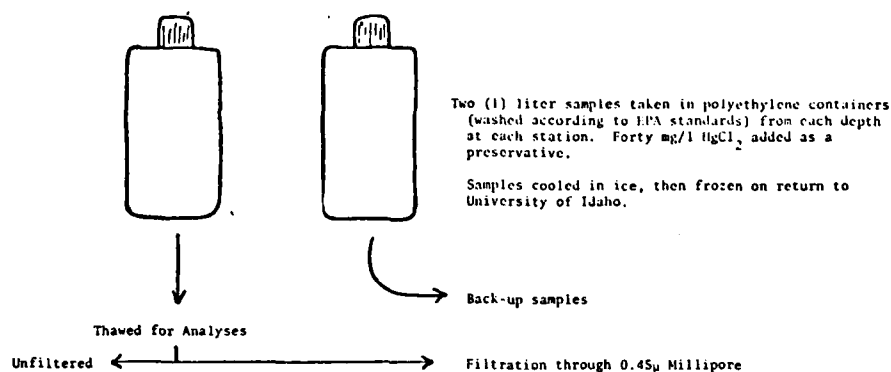 Two (1) liter samples taken in polyethylene containers
(washed according to EPA standards) from each depth
at each station. Forty mg/l HgCl2 added as a
preservative.
Samples cooled in ice, then frozen on return to
University of Idaho.
Back-up samples
Thawed for Analyses
Unfiltered
Filtration through 0.45µ Millipore